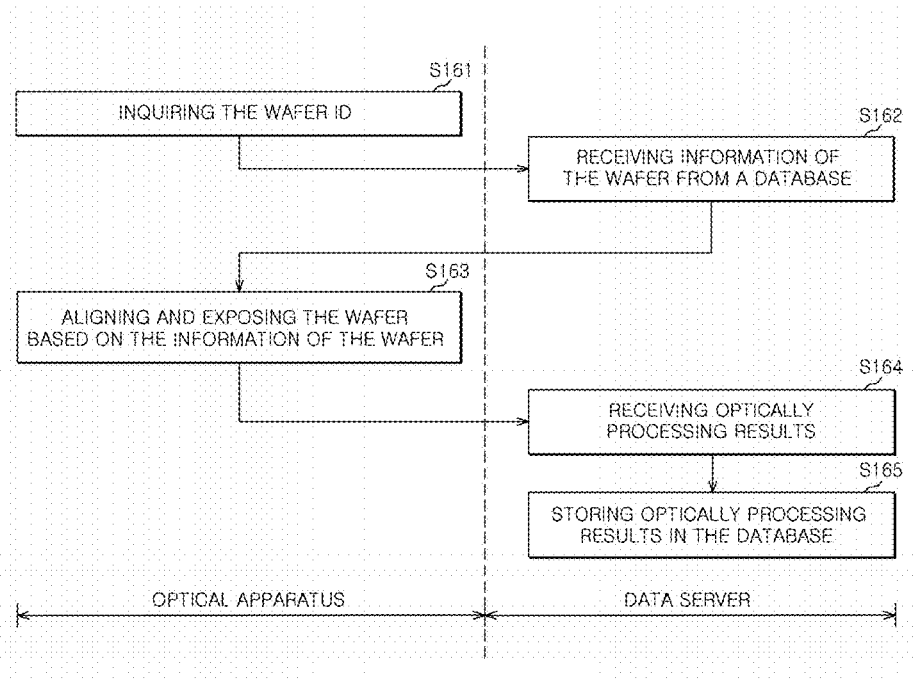 S161
INQUIRING THE WAFER ID
S162
RECEIVING INFORMATION OF
THE WAFER FROM A DATABASE
S163
ALIGNING AND EXPOSING THE WAFER
BASED ON THE INFORMATION OF THE WAFER
S164
RECEIVING OPTICALLY
PROCESSING RESULTS
S165
STORING OPTICALLY PROCESSING
RESULTS IN THE DATABASE
OPTICAL APPARATUS
DATA SERVER